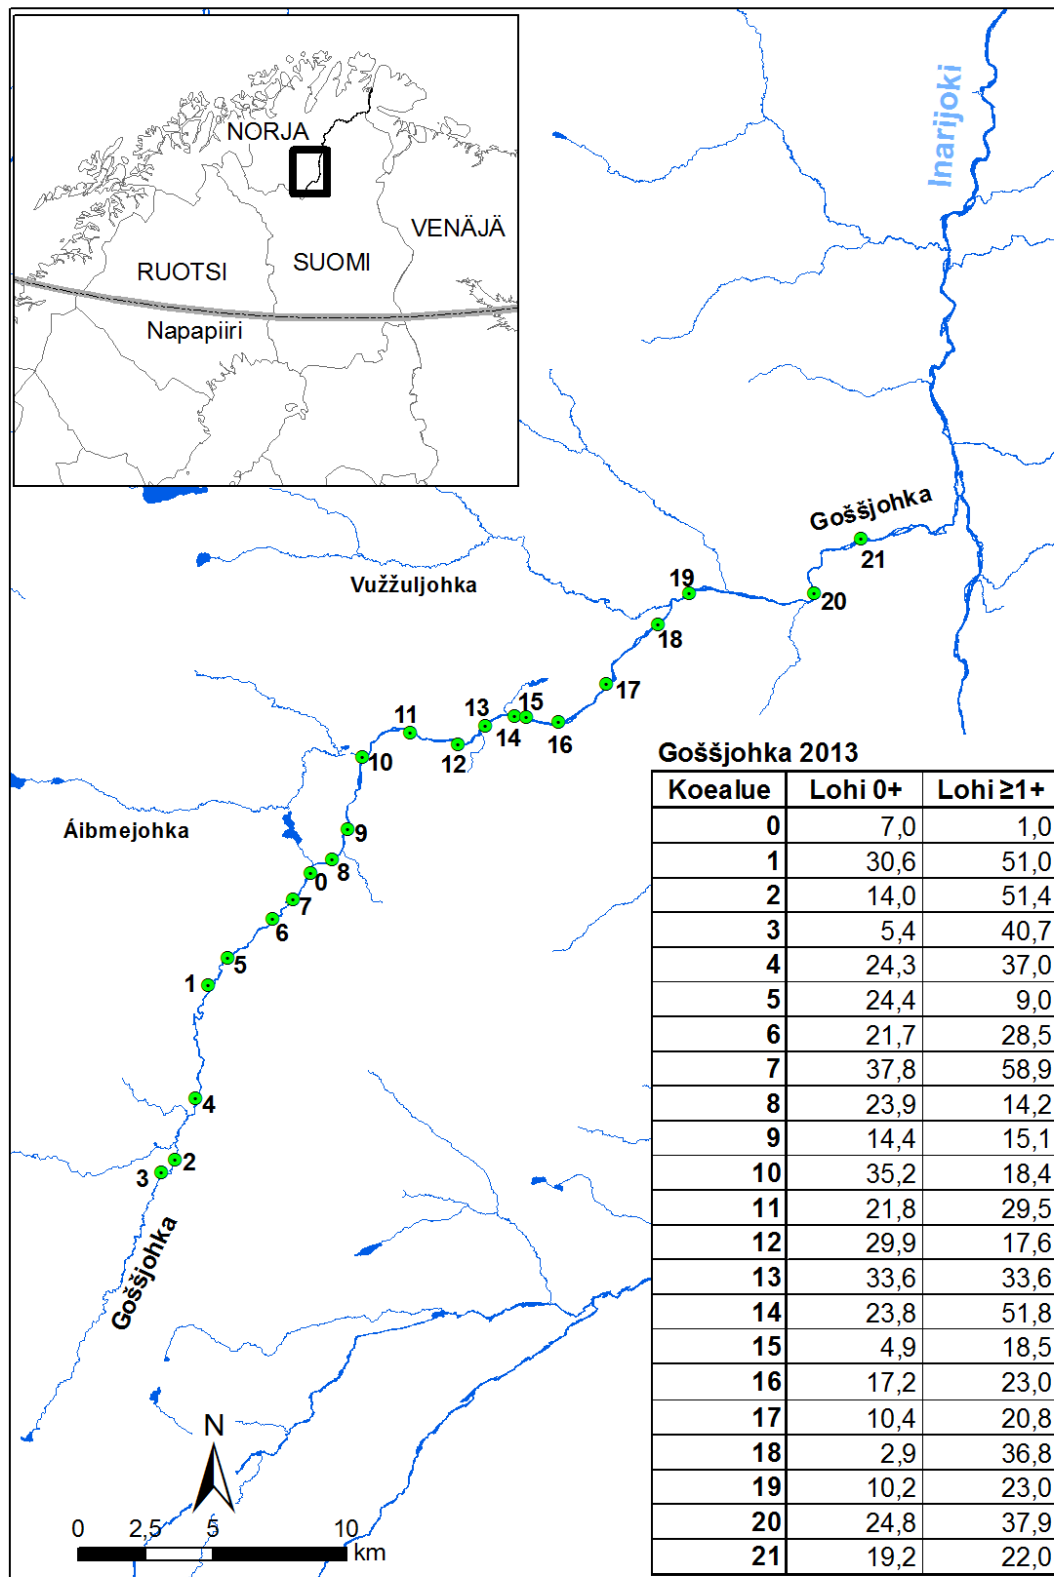 NORJA
VENÄJÄ
RUOTSI
SUOMI
Napapiiri
Inarijoki
Goššjohka
21
20
19
18
Vužžuljohka
17
13
15
14
16
11
12
10
Áibmejohka
9
8
0
7
6
5
1
4
2
3
Goššjohka
N
0 2,5 5 10
km
Goššjohka 2013
Koealue Lohi 0+ Lohi ≥1+
0 7,0 1,0
1 30,6 51,0
2 14,0 51,4
3 5,4 40,7
4 24,3 37,0
5 24,4 9,0
6 21,7 28,5
7 37,8 58,9
8 23,9 14,2
9 14,4 15,1
10 35,2 18,4
11 21,8 29,5
12 29,9 17,6
13 33,6 33,6
14 23,8 51,8
15 4,9 18,5
16 17,2 23,0
17 10,4 20,8
18 2,9 36,8
19 10,2 23,0
20 24,8 37,9
21 19,2 22,0